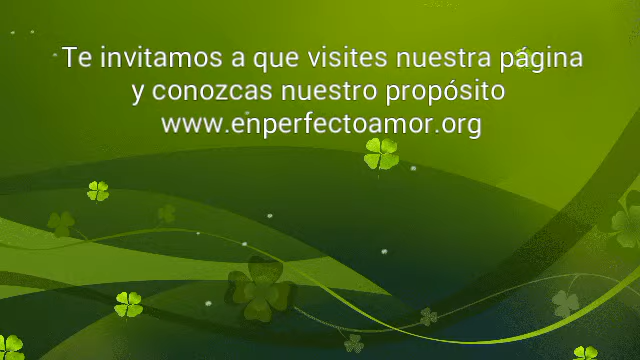 Te invitamos a que visites nuestra página
y conozcas nuestro propósito
www.enperfectoamor.org